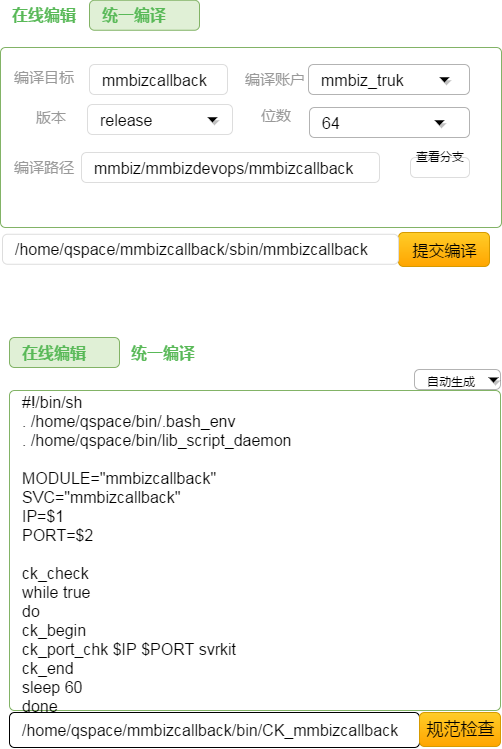 在线编辑 统一编译
编译目标 mmbizcallback 编译账户 mmbiz_truk
版本 release 位数 64
编译路径 mmbiz/mmbizdevops/mmbizcallback 查看分支
/home/qspace/mmbizcallback/sbin/mmbizcallback 提交编译
在线编辑 统一编译
自动生成
#!/bin/sh
. /home/qspace/bin/.bash_env
. /home/qspace/bin/lib_script_daemon
MODULE="mmbizcallback"
SVC="mmbizcallback"
IP=$1
PORT=$2
ck_check
while true
do
ck_begin
ck_port_chk $IP $PORT svrkit
ck_end
sleep 60
done
/home/qspace/mmbizcallback/bin/CK_mmbizcallback 规范检查